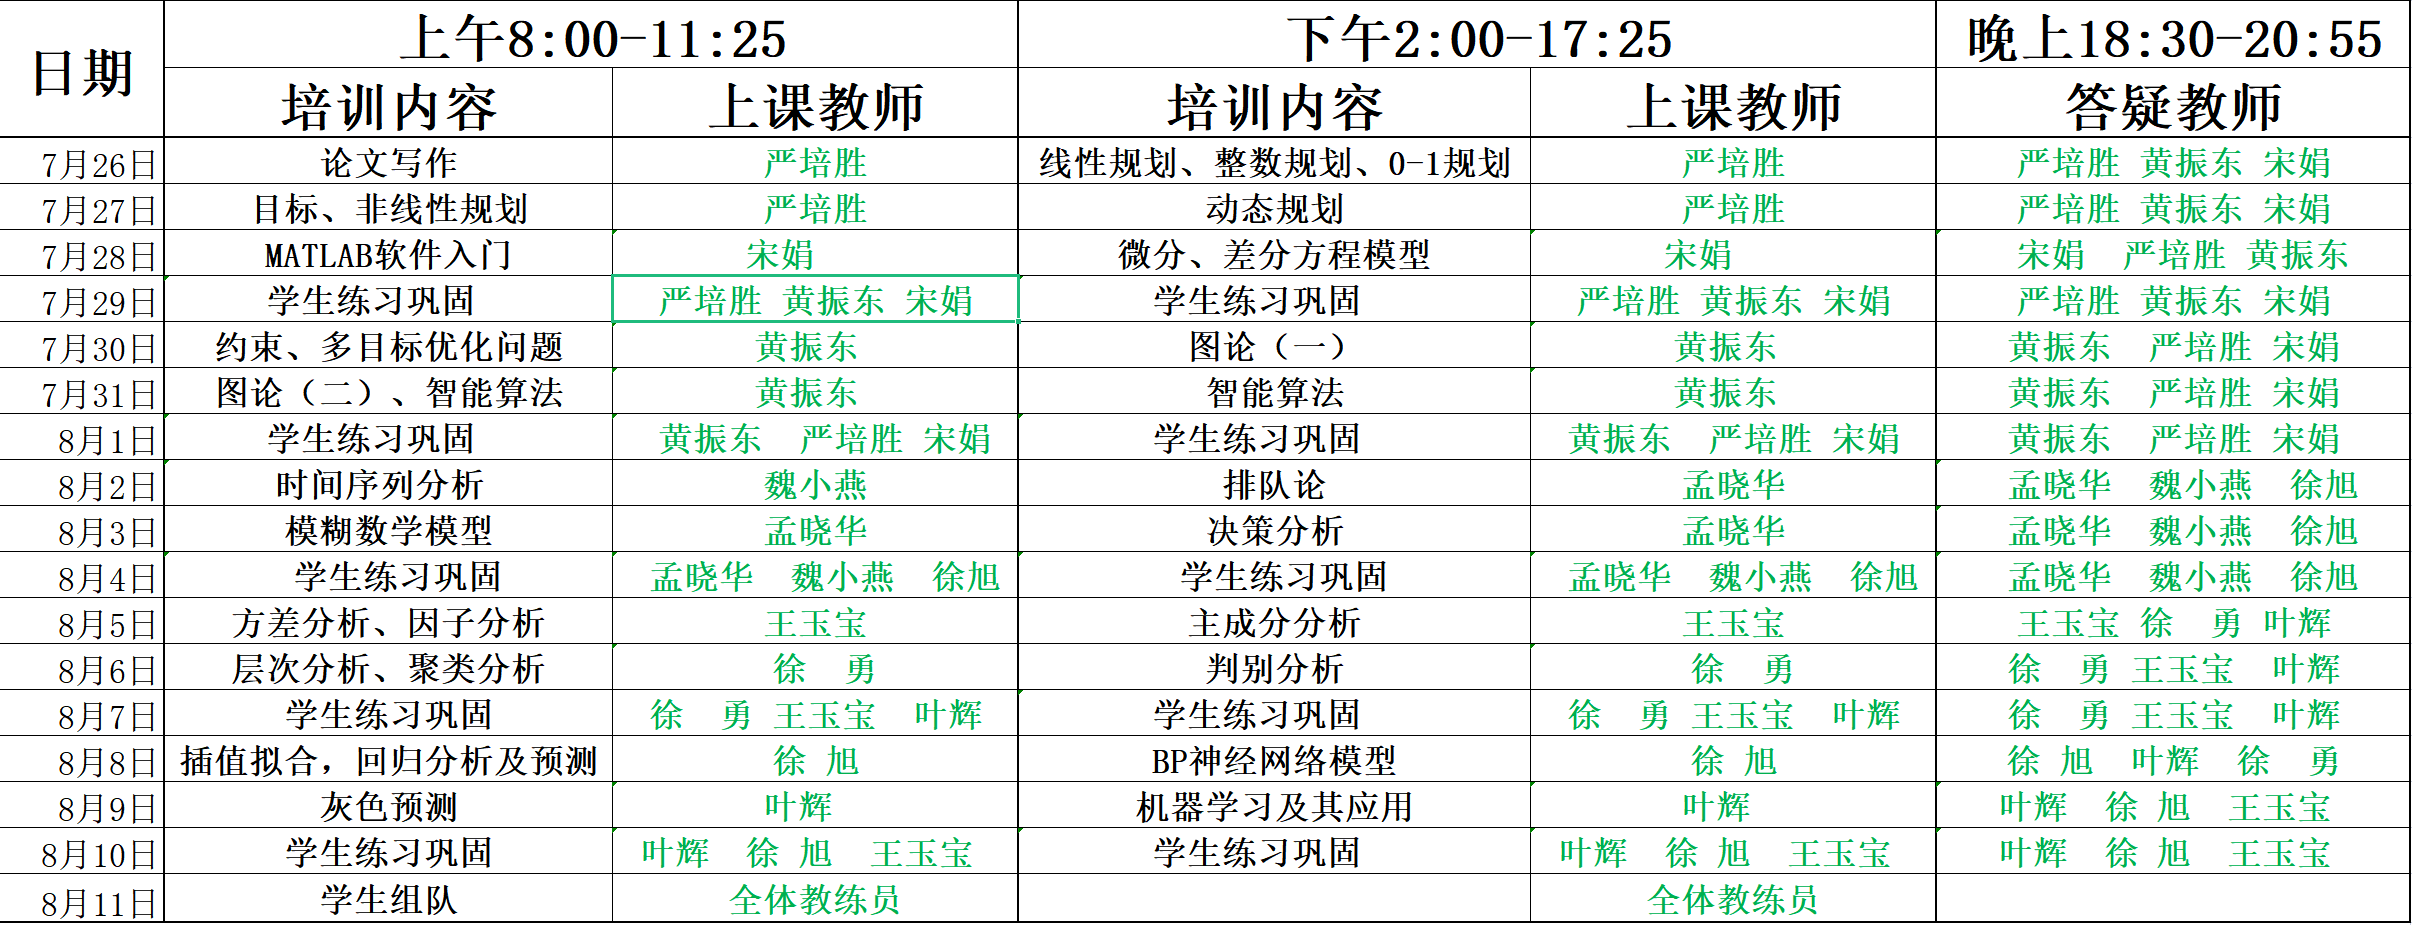 日期 上午8:00-11:25 下午2:00-17:25 晚上18:30-20:55
培训内容 上课教师 培训内容 上课教师 答疑教师
7月26日 论文写作 严培胜 线性规划、整数规划、0-1规划 严培胜 严培胜 黄振东 宋娟
7月27日 目标、非线性规划 严培胜 动态规划 严培胜 严培胜 黄振东 宋娟
7月28日 MATLAB软件入门 宋娟 微分、差分方程模型 宋娟 宋娟 严培胜 黄振东
7月29日 学生练习巩固 严培胜 黄振东 宋娟 学生练习巩固 严培胜 黄振东 宋娟 严培胜 黄振东 宋娟
7月30日 约束、多目标优化问题 黄振东 图论（一） 黄振东 黄振东 严培胜 宋娟
7月31日 图论（二）、智能算法 黄振东 智能算法 黄振东 黄振东 严培胜 宋娟
8月1日 学生练习巩固 黄振东 严培胜 宋娟 学生练习巩固 黄振东 严培胜 宋娟 黄振东 严培胜 宋娟
8月2日 时间序列分析 魏小燕 排队论 孟晓华 孟晓华 魏小燕 徐旭
8月3日 模糊数学模型 孟晓华 决策分析 孟晓华 孟晓华 魏小燕 徐旭
8月4日 学生练习巩固 孟晓华 魏小燕 徐旭 学生练习巩固 孟晓华 魏小燕 徐旭 孟晓华 魏小燕 徐旭
8月5日 方差分析、因子分析 王玉宝 主成分分析 王玉宝 王玉宝 徐 勇 叶辉
8月6日 层次分析、聚类分析 徐 勇 判别分析 徐 勇 徐 勇 王玉宝 叶辉
8月7日 学生练习巩固 徐 勇 王玉宝 叶辉 学生练习巩固 徐 勇 王玉宝 叶辉 徐 勇 王玉宝 叶辉
8月8日 插值拟合，回归分析及预测 徐 旭 BP神经网络模型 徐 旭 徐 旭 叶辉 徐 勇
8月9日 灰色预测 叶辉 机器学习及其应用 叶辉 叶辉 徐 旭 王玉宝
8月10日 学生练习巩固 叶辉 徐 旭 王玉宝 学生练习巩固 叶辉 徐 旭 王玉宝 叶辉 徐 旭 王玉宝
8月11日 学生组队 全体教练员 全体教练员